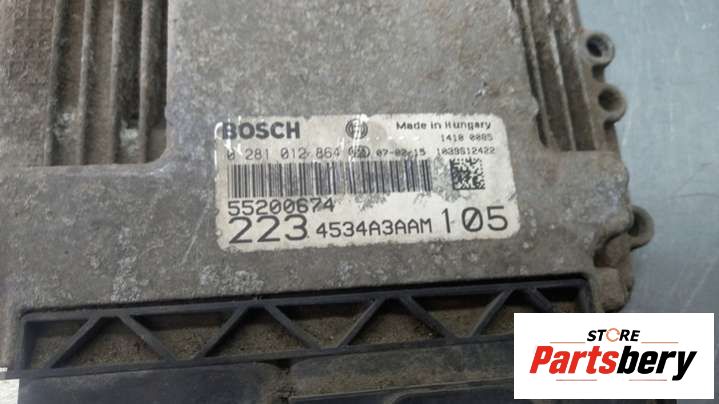 BOSCH
Made in Hungary
1410 0005
0 281 012 864
07-02-15
1039S12422
55200674
223 4534A3AAM 105
STORE
Partsbery